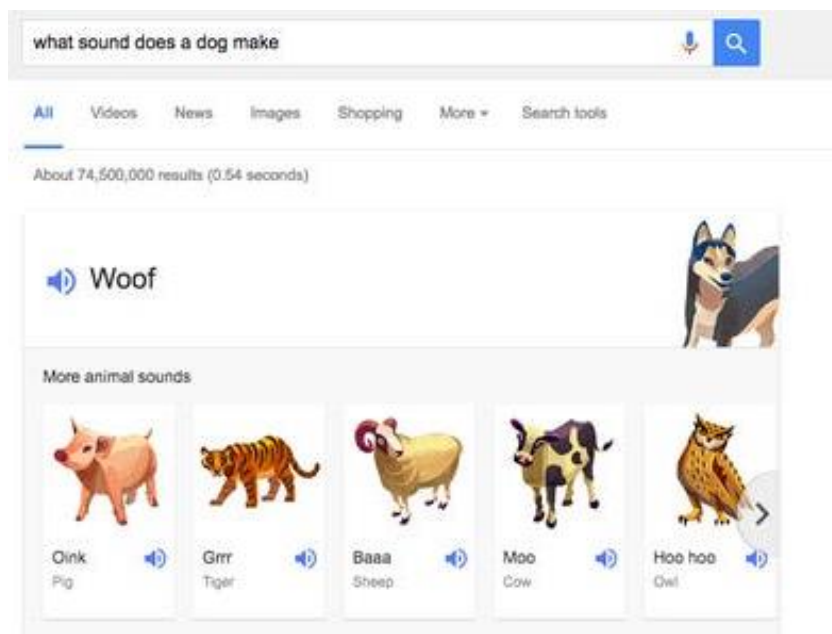 what sound does a dog make
All Videos News Images Shopping More Search tools
About 74,500,000 results (0.54 seconds)
Woof
More animal sounds
Oink Grrr Baaa Moo Hoo hoo
Pig Tiger Sheep Cow Owl